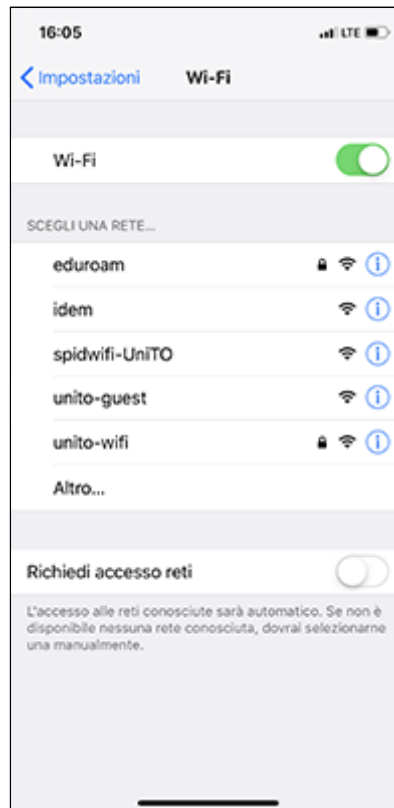 16:05 LTE
Impostazioni Wi-Fi
Wi-Fi
SCEGLI UNA RETE...
eduroam
idem
spidwifi-UniTO
unito-guest
unito-wifi
Altro...
Richiedi accesso reti
L'accesso alle reti conosciute sarà automatico. Se non è
disponibile nessuna rete conosciuta, dovrai selezionarne
una manualmente.